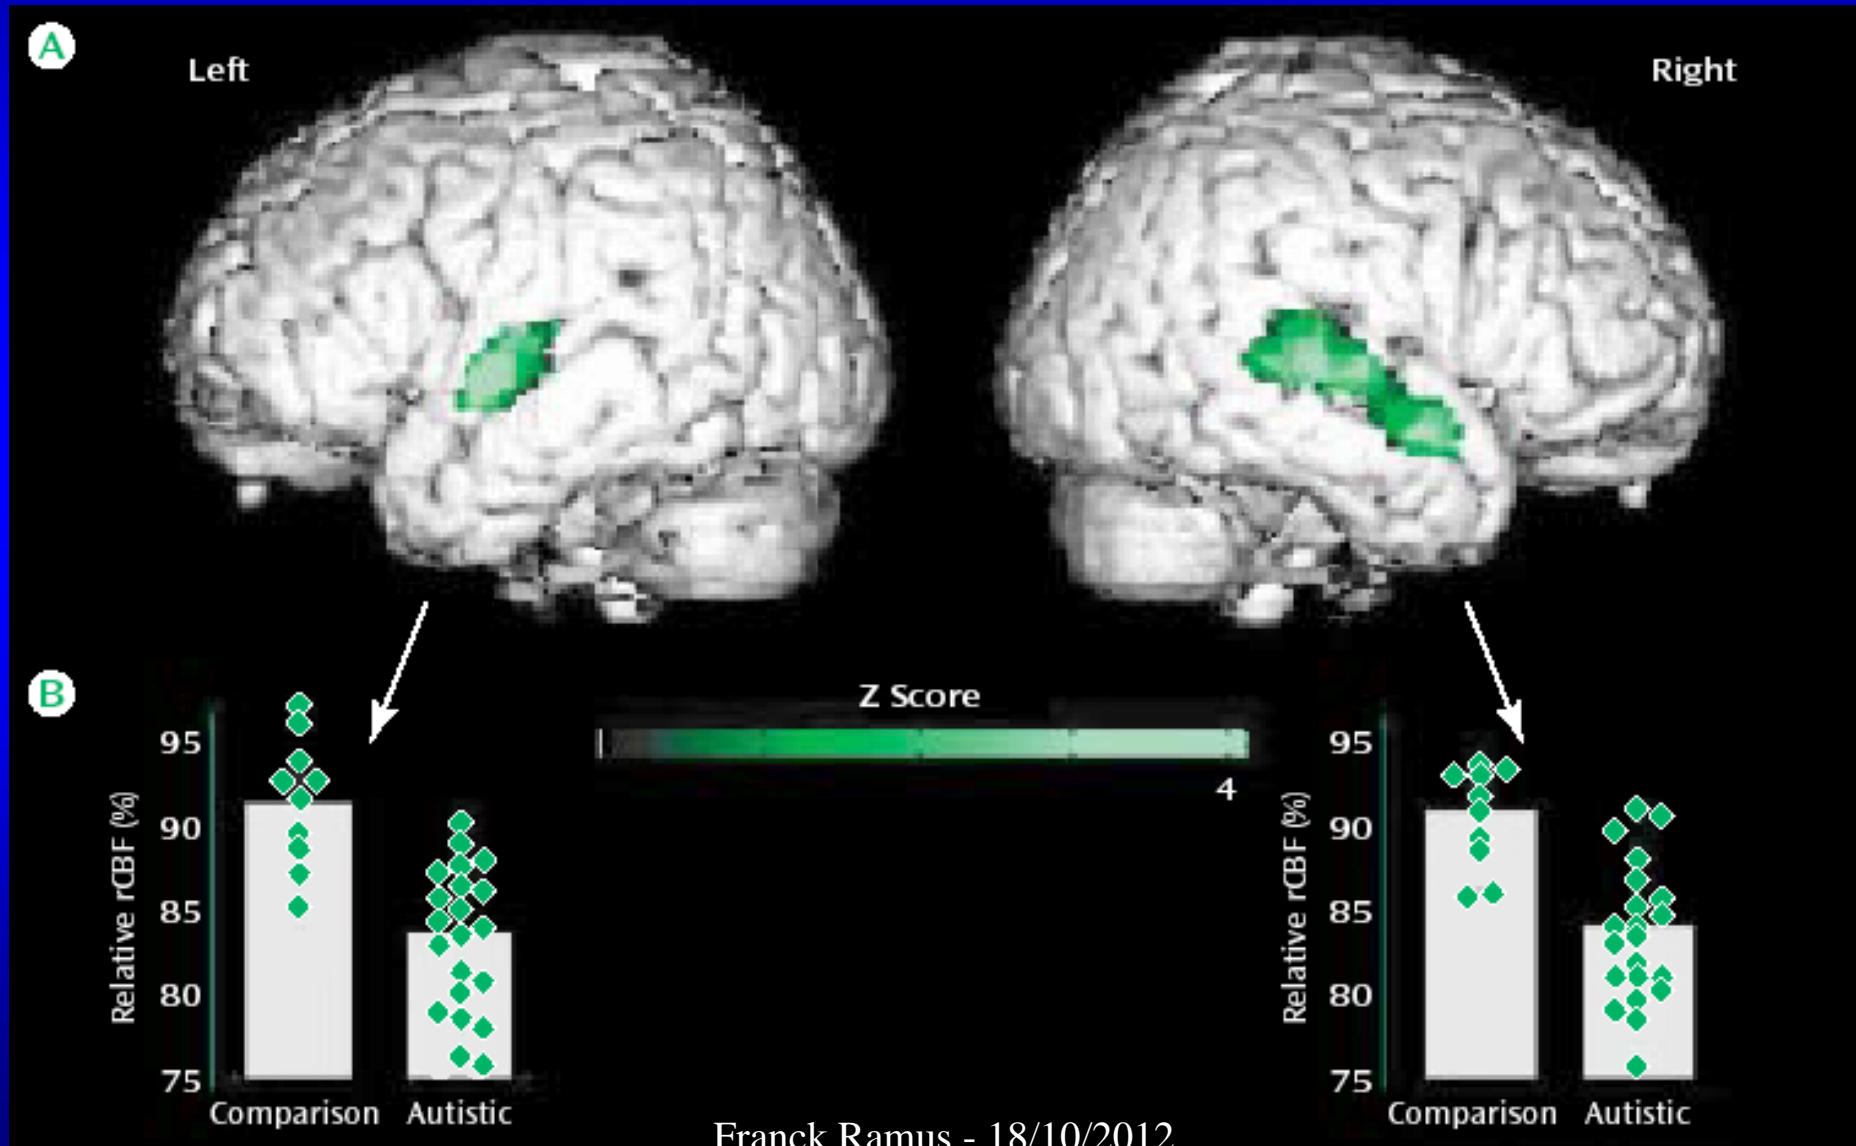 A
Left
Right
B
Z Score
4
Relative rCBF (%)
95
90
85
80
75
Comparison Autistic
Relative rCBF (%)
95
90
85
80
75
Comparison Autistic
Franck Ramus - 18/10/2012